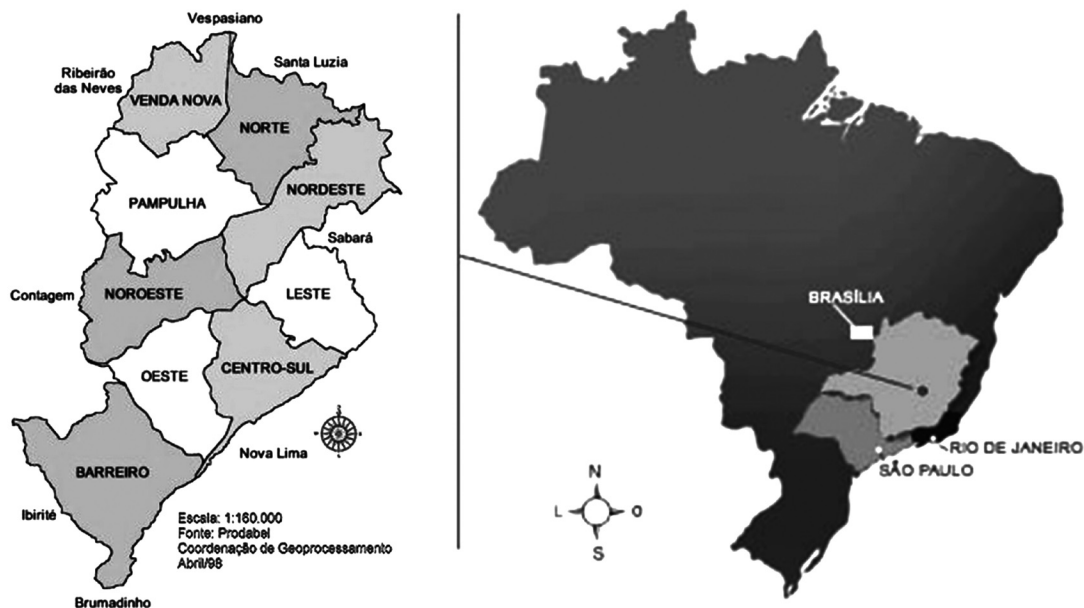 Vespasiano
Ribeirão
das Neves
Santa Luzia
VENDA NOVA
NORTE
NORDESTE
PAMPULHA
Sabará
Contagem
NOROESTE
LESTE
OESTE
CENTRO-SUL
Nova Lima
BARREIRO
Ibirité
Escala: 1:160.000
Fonte: Prodabel
Coordenação de Geoprocessamento
Abril/98
Brumadinho
BRASÍLIA
RIO DE JANEIRO
SÃO PAULO
N
L
O
S